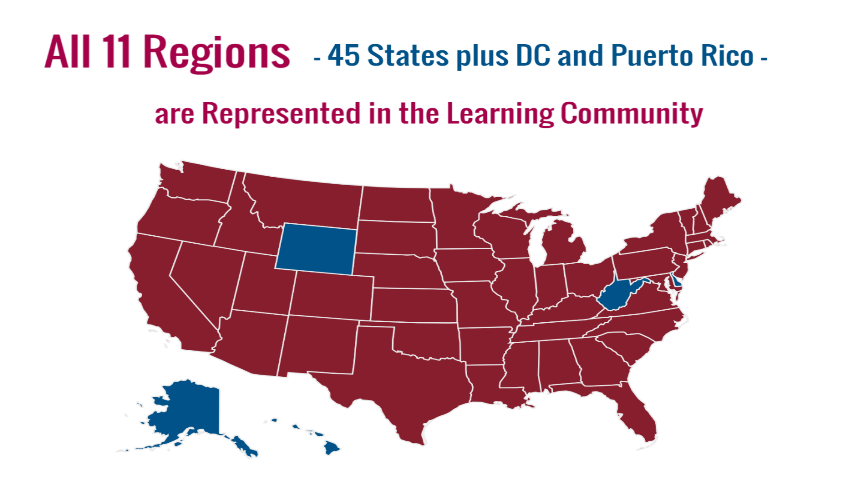 All 11 Regions - 45 States plus DC and Puerto Rico -
are Represented in the Learning Community